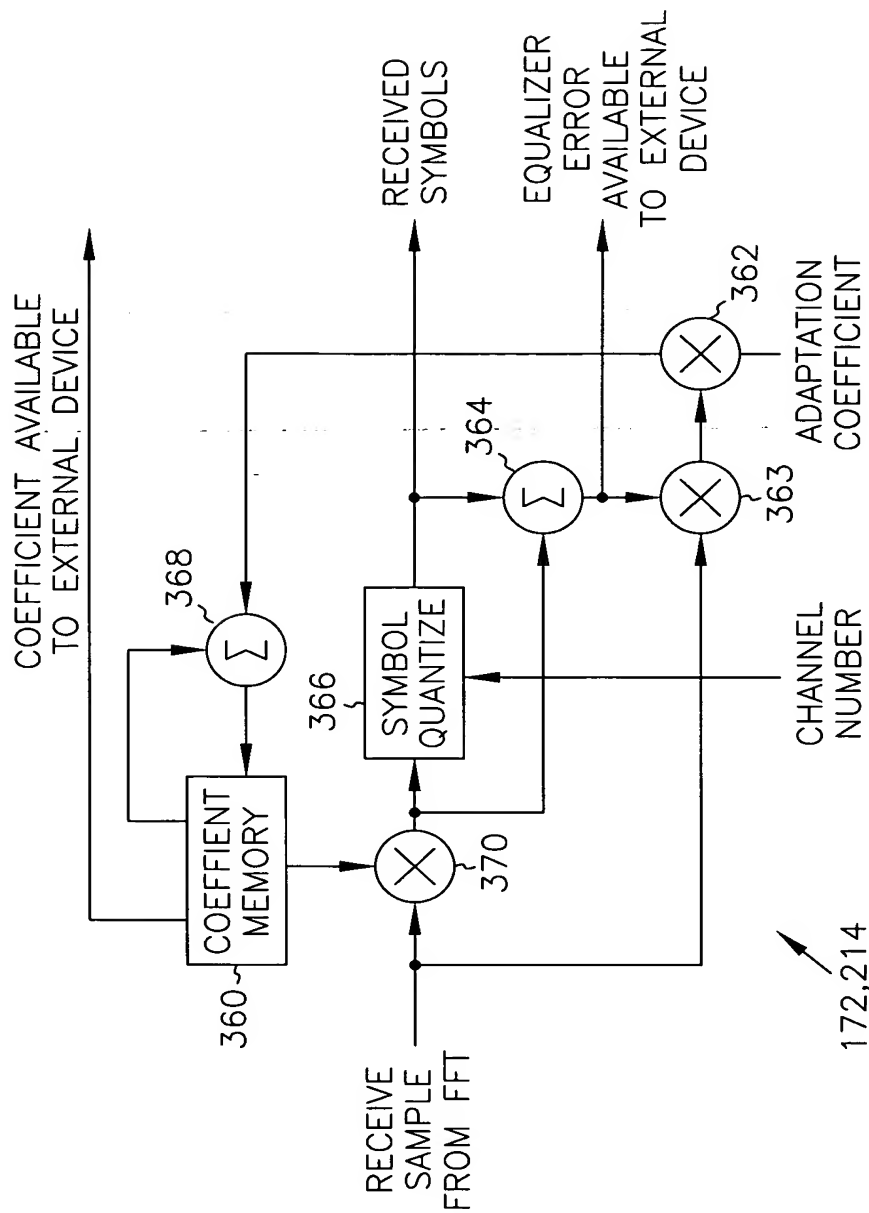 COEFFICIENT AVAILABLE
TO EXTERNAL DEVICE
368
Σ
COEFFIENT
MEMORY
360
362
366
SYMBOL
QUANTIZE
364
Σ
RECEIVED
SYMBOLS
370
363
EQUALIZER
ERROR
AVAILABLE
TO EXTERNAL
DEVICE
RECEIVE
SAMPLE
FROM FFT
CHANNEL
NUMBER
ADAPTATION
COEFFICIENT
172,214